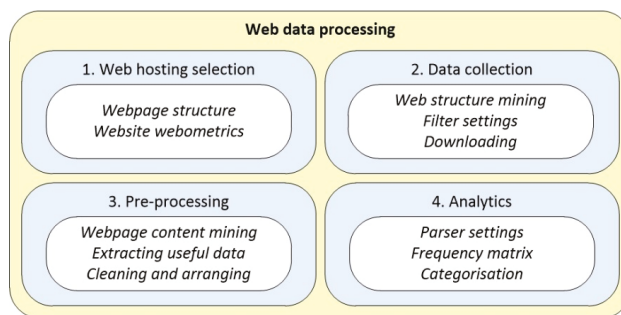 Web data processing
1. Web hosting selection
Webpage structure
Website webometrics
2. Data collection
Web structure mining
Filter settings
Downloading
3. Pre-processing
Webpage content mining
Extracting useful data
Cleaning and arranging
4. Analytics
Parser settings
Frequency matrix
Categorisation